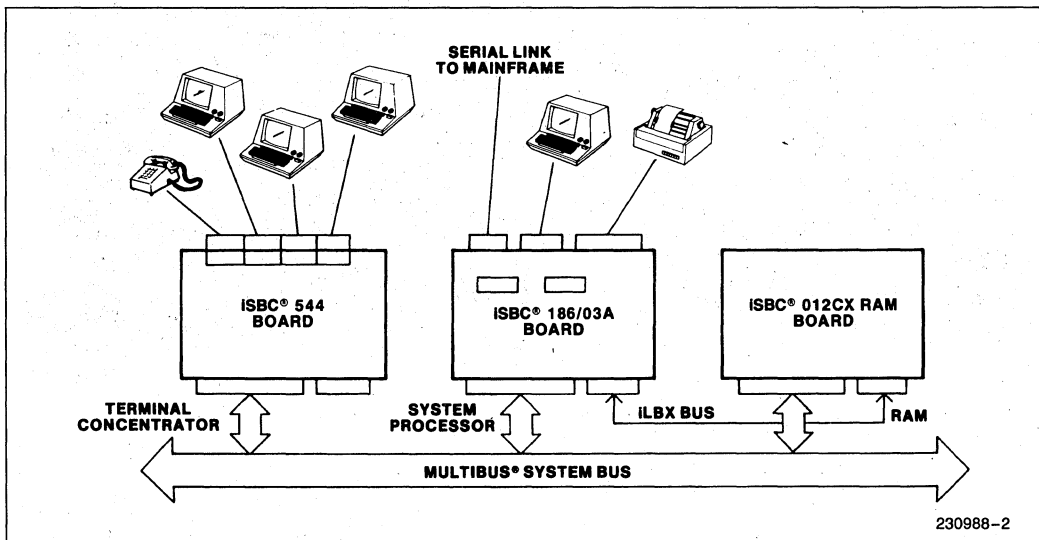 SERIAL LINK
TO MAINFRAME
iSBC® 544
BOARD
iSBC® 186/03A
BOARD
iSBC® 012CX RAM
BOARD
TERMINAL
CONCENTRATOR
SYSTEM
PROCESSOR
iLBX BUS
RAM
MULTIBUS® SYSTEM BUS
230988-2